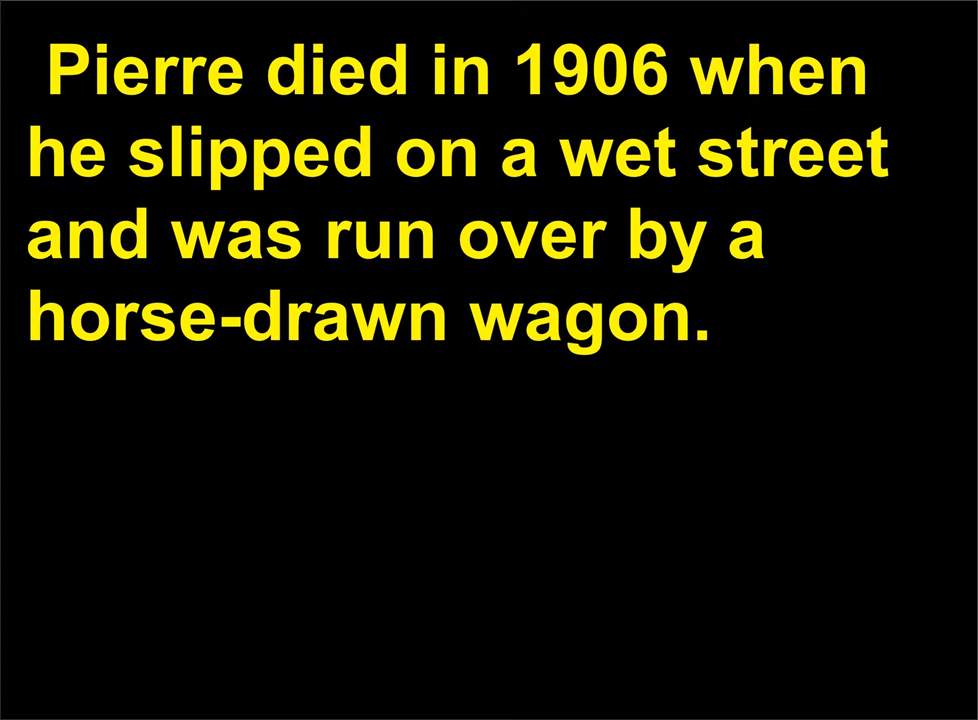 Pierre died in 1906 when
he slipped on a wet street
and was run over by a
horse-drawn wagon.